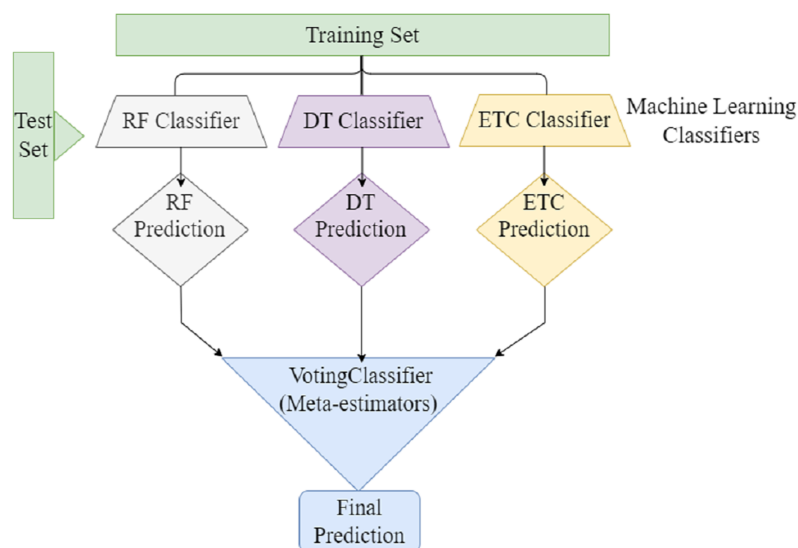 Training Set
Test
Set
RF Classifier
DT Classifier
ETC Classifier
Machine Learning
Classifiers
RF
Prediction
DT
Prediction
ETC
Prediction
VotingClassifier
(Meta-estimators)
Final
Prediction